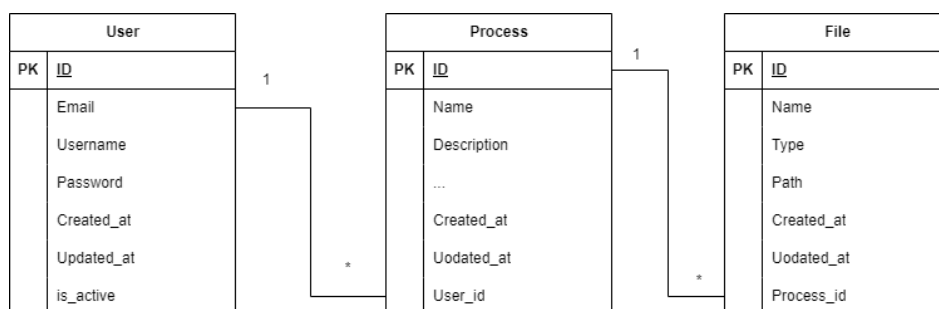 User
PK ID
Email
Username
Password
Created_at
Updated_at
is_active
1
*
Process
PK ID
Name
Description
...
Created_at
Uodated_at
User_id
1
*
File
PK ID
Name
Type
Path
Created_at
Uodated_at
Process_id